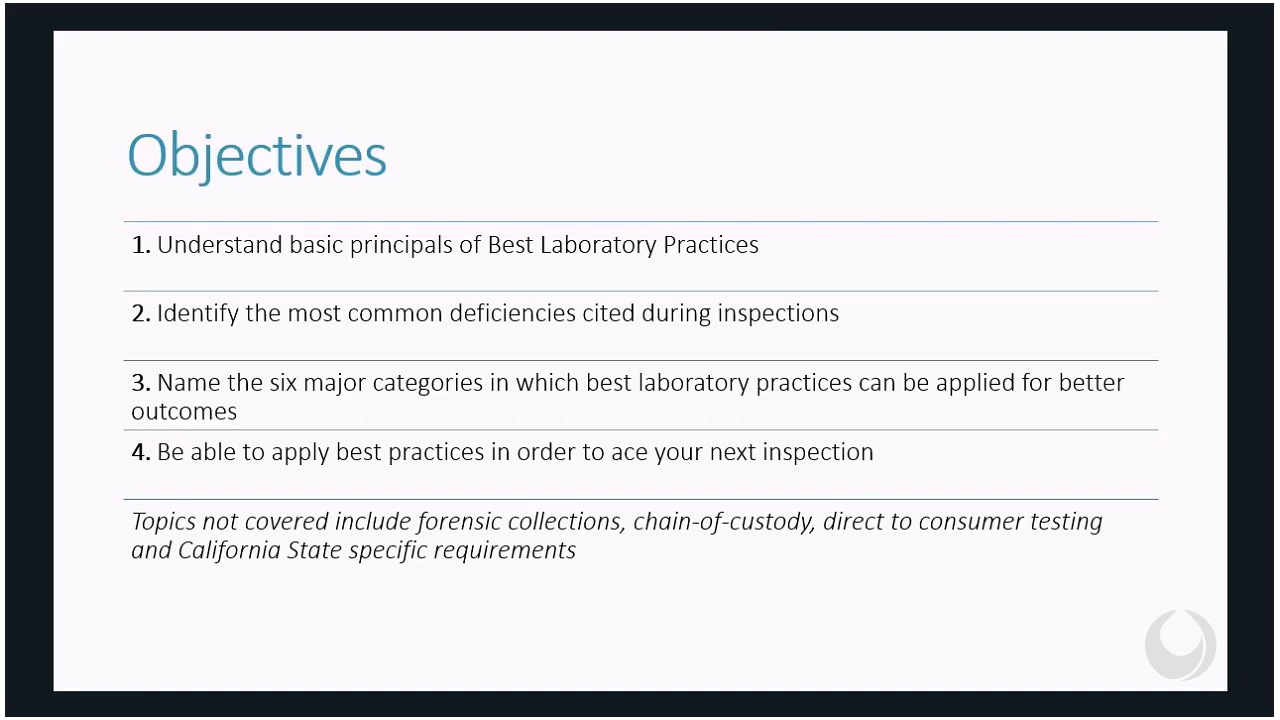 Objectives
1. Understand basic principals of Best Laboratory Practices
2. Identify the most common deficiencies cited during inspections
3. Name the six major categories in which best laboratory practices can be applied for better
outcomes
4. Be able to apply best practices in order to ace your next inspection
Topics not covered include forensic collections, chain-of-custody, direct to consumer testing
and California State specific requirements